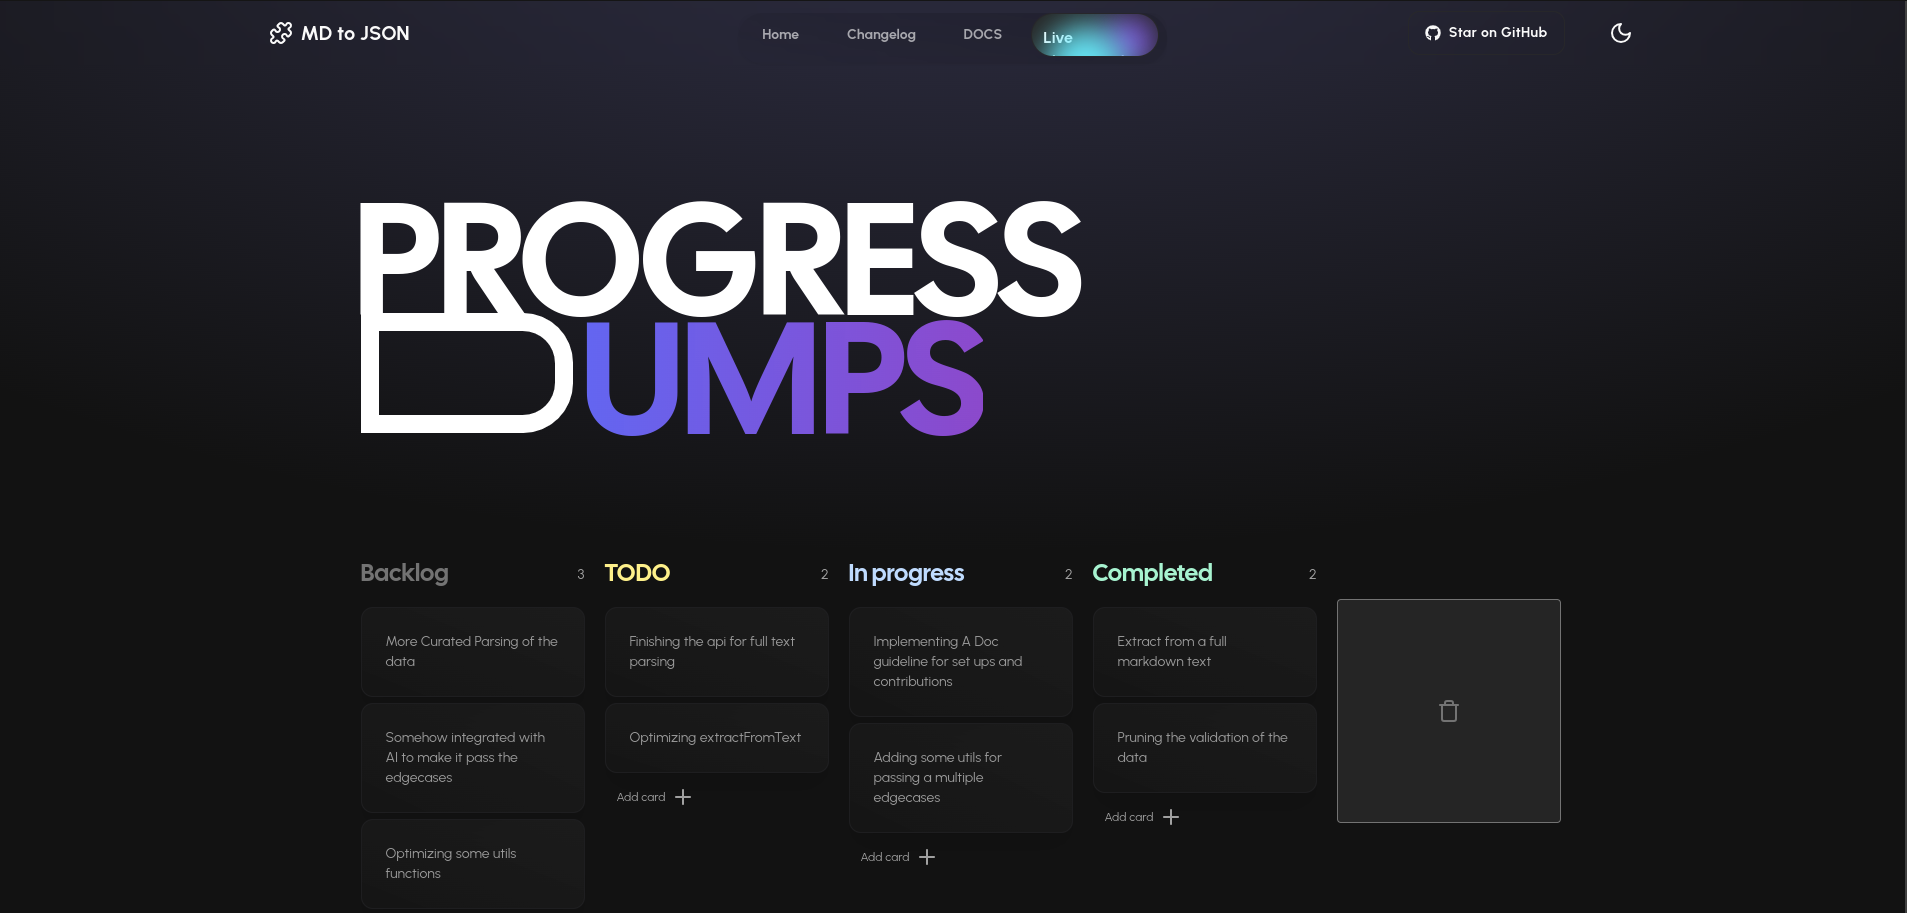 MD to JSON
Home
Changelog
DOCS
Live
Star on GitHub
PROGRESS
DUMPS
Backlog
3
More Curated Parsing of the
data
Somehow integrated with
AI to make it pass the
edgecases
Optimizing some utils
functions
TODO
2
Finishing the api for full text
parsing
Optimizing extractFromText
Add card
In progress
2
Implementing A Doc
guideline for set ups and
contributions
Adding some utils for
passing a multiple
edgecases
Add card
Completed
2
Extract from a full
markdown text
Pruning the validation of the
data
Add card